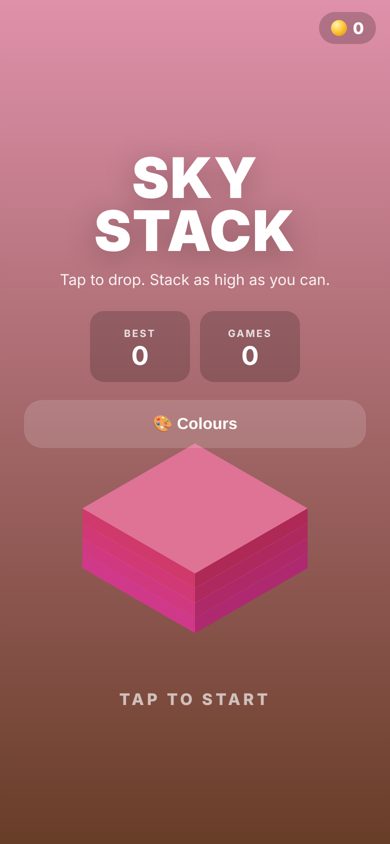 0
SKY
STACK
Tap to drop. Stack as high as you can.
BEST
0
GAMES
0
🎨 Colours
TAP TO START